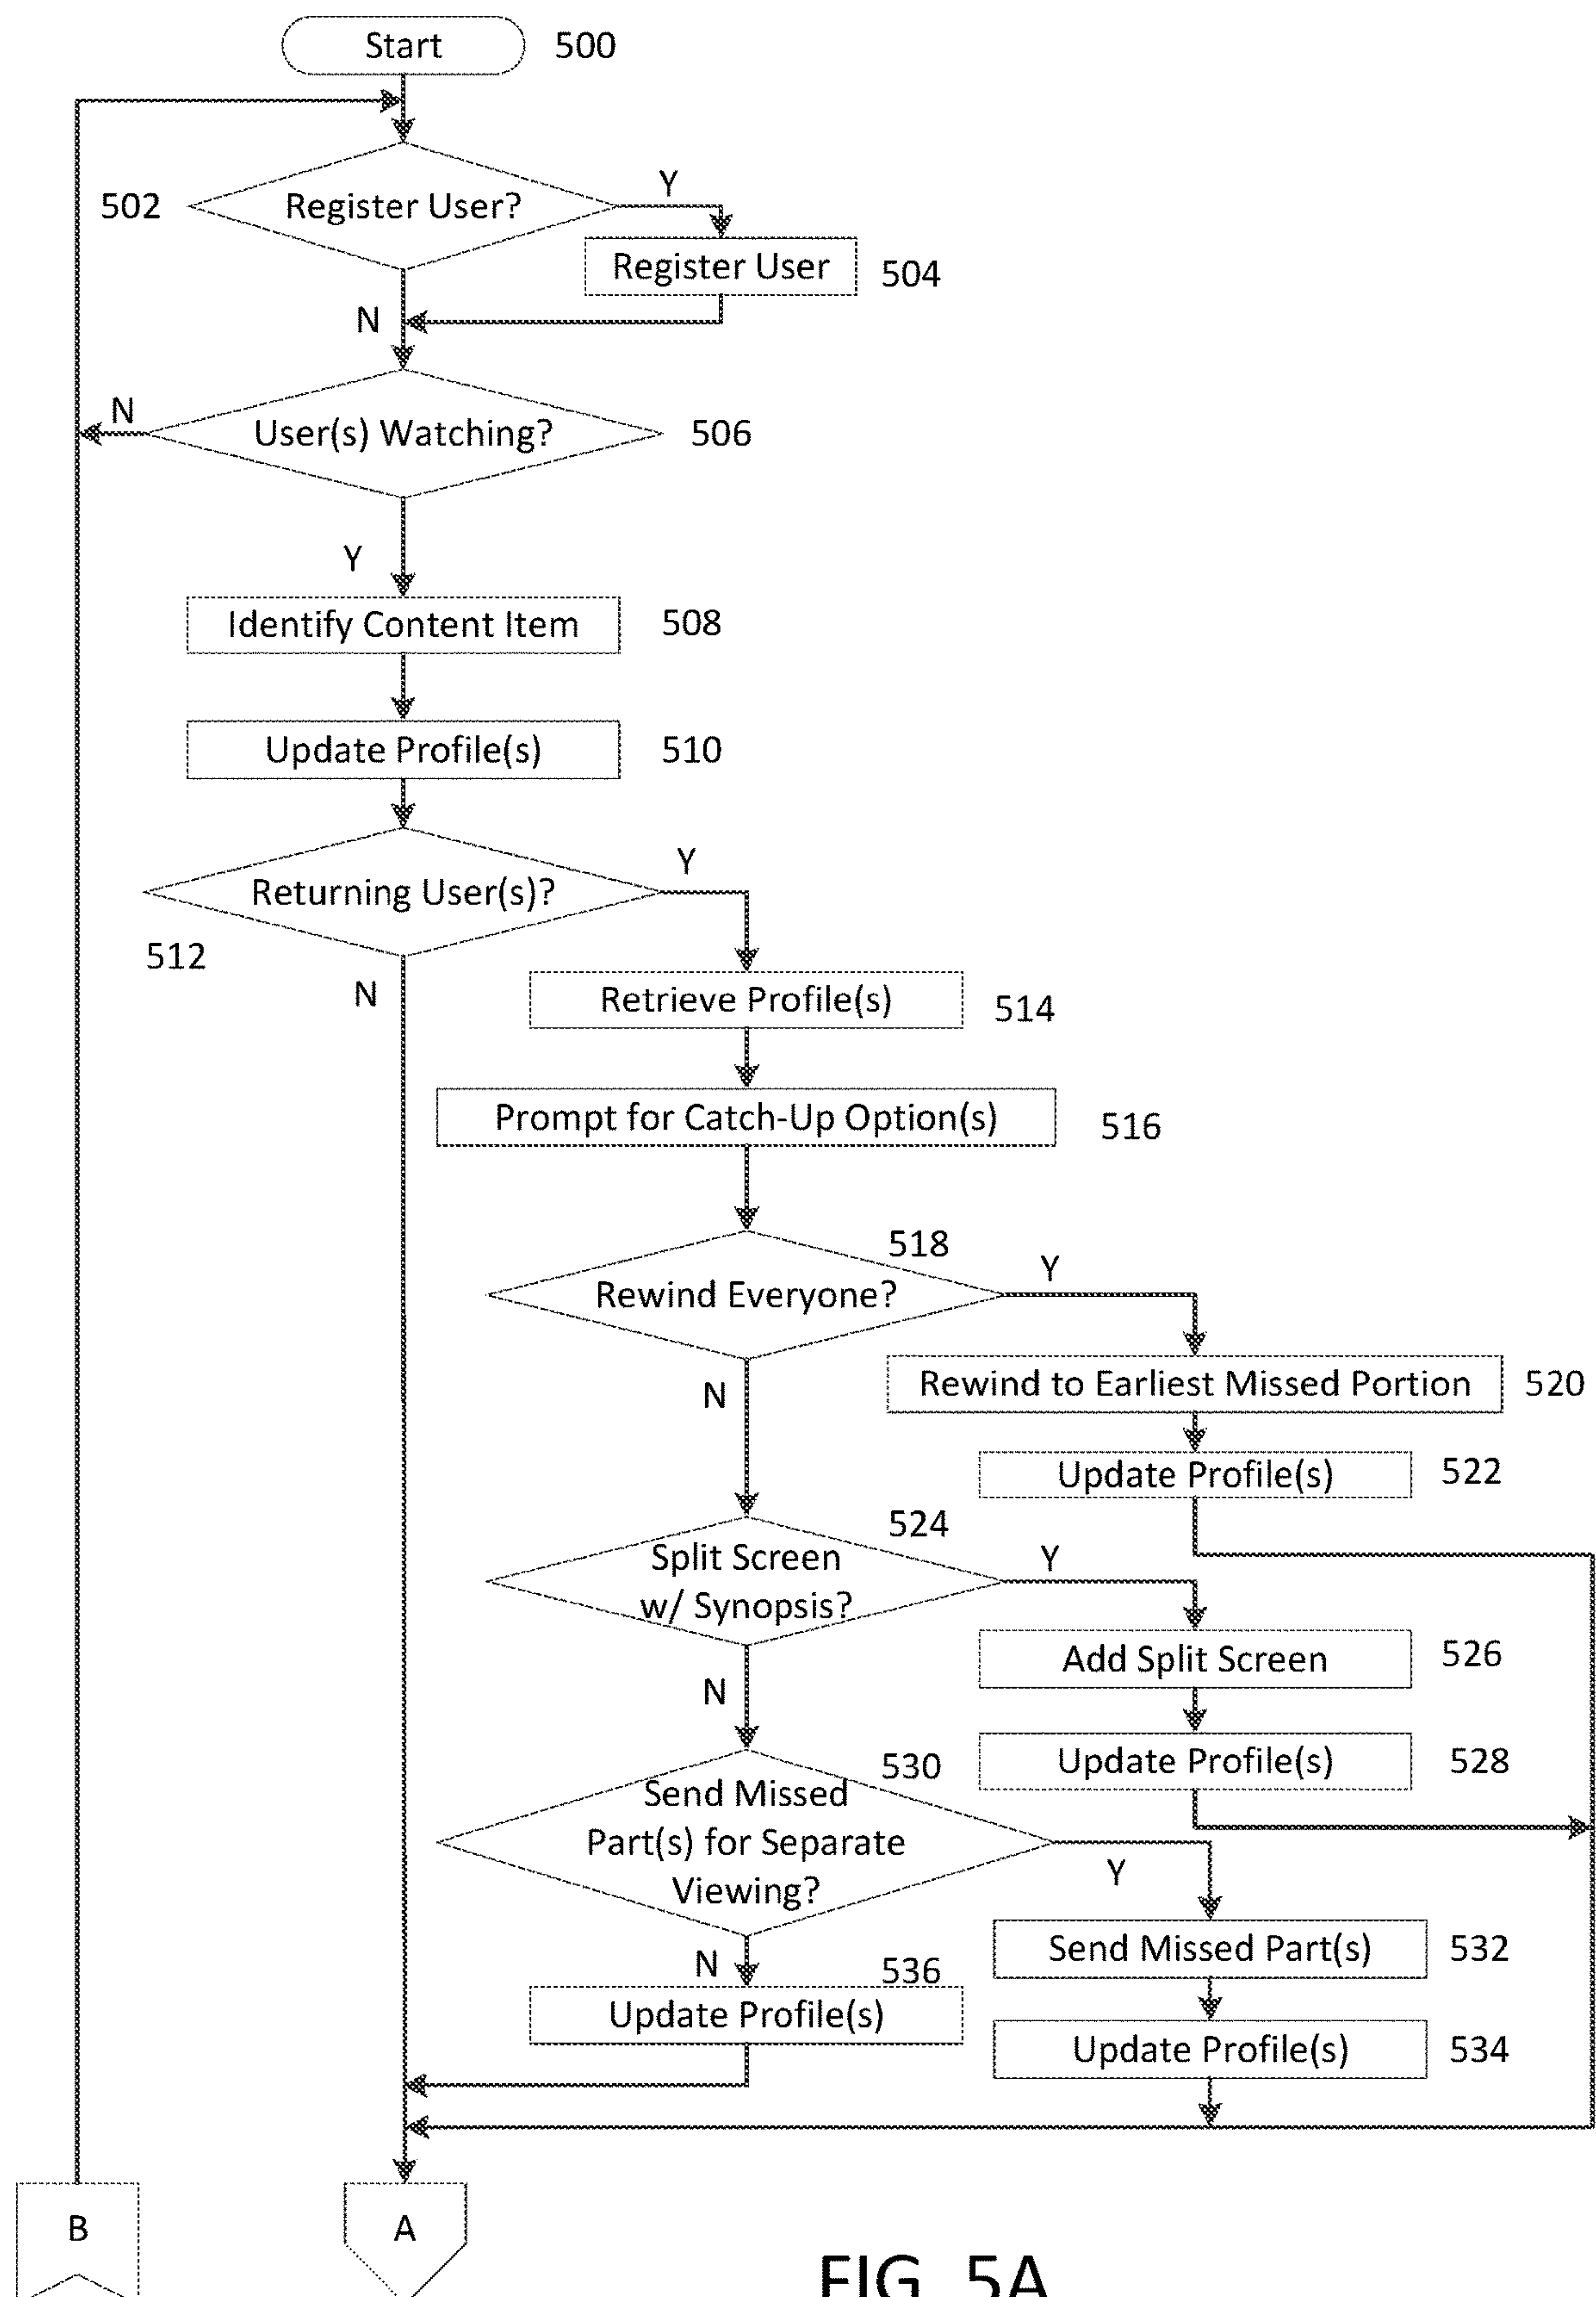 Start 500
502 Register User? Y
Register User 504
N
N User(s) Watching? 506
Y
Identify Content Item 508
Update Profile(s) 510
Returning User(s)? Y
512
N
Retrieve Profile(s) 514
Prompt for Catch-Up Option(s) 516
518
Rewind Everyone? Y
Rewind to Earliest Missed Portion 520
N
Update Profile(s) 522
524
Split Screen Y
w/ Synopsis?
Add Split Screen 526
N
Update Profile(s) 528
530
Send Missed
Part(s) for Separate
Y
Viewing?
Send Missed Part(s) 532
N 536
Update Profile(s)
Update Profile(s) 534
B A
FIG. 5A